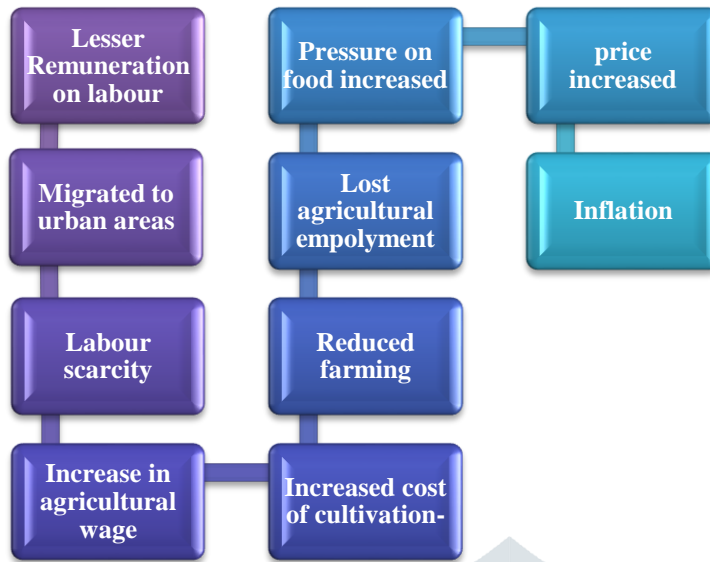 Lesser
Remuneration
on labour
Migrated to
urban areas
Labour
scarcity
Increase in
agricultural
wage
Increased cost
of cultivation-
Reduced
farming
Lost
agricultural
empolyment
Pressure on
food increased
price
increased
Inflation